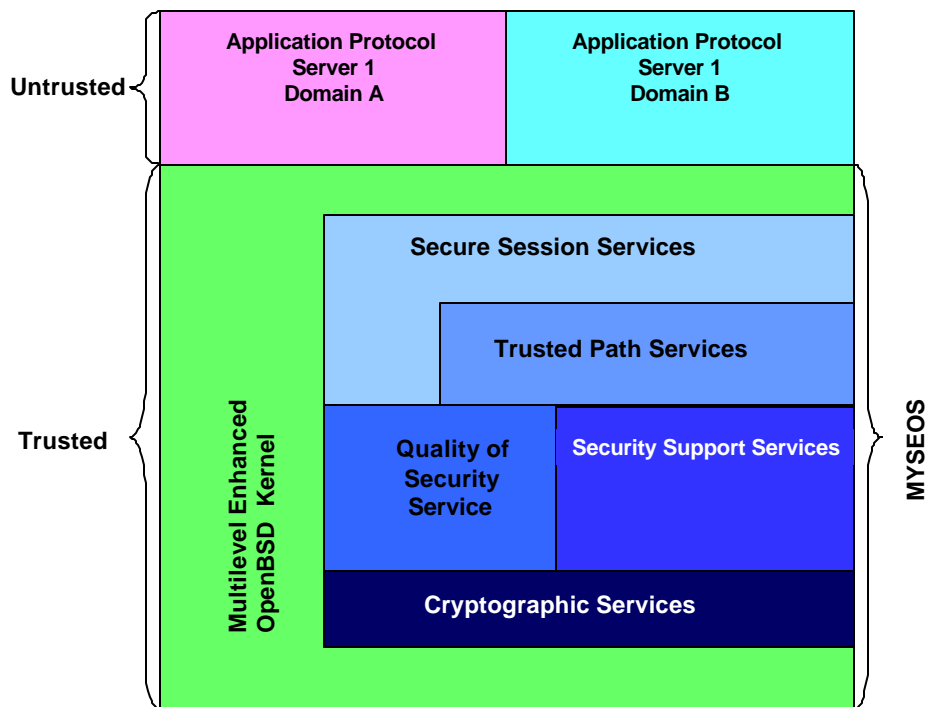 Application Protocol
Server 1
Domain A
Application Protocol
Server 1
Domain B
Untrusted
Secure Session Services
Trusted Path Services
Trusted
Multilevel Enhanced
OpenBSD Kernel
Quality of
Security
Service
Security Support Services
MYSEOS
Cryptographic Services